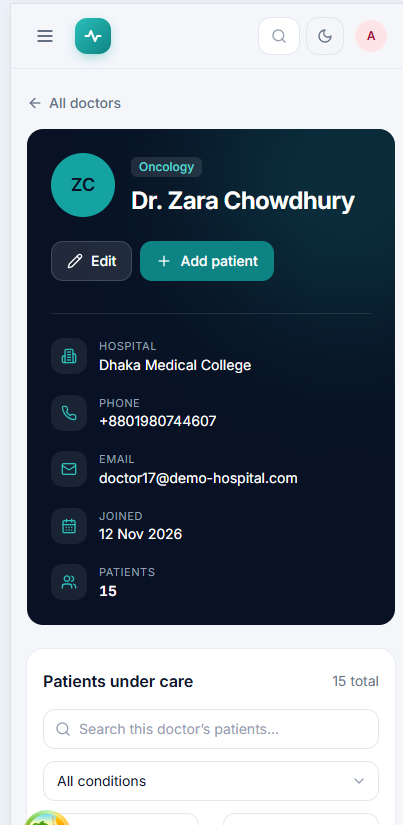 A
All doctors
ZC
Oncology
Dr. Zara Chowdhury
Edit
Add patient
HOSPITAL
Dhaka Medical College
PHONE
+8801980744607
EMAIL
doctor17@demo-hospital.com
JOINED
12 Nov 2026
PATIENTS
15
Patients under care
15 total
Search this doctor's patients...
All conditions